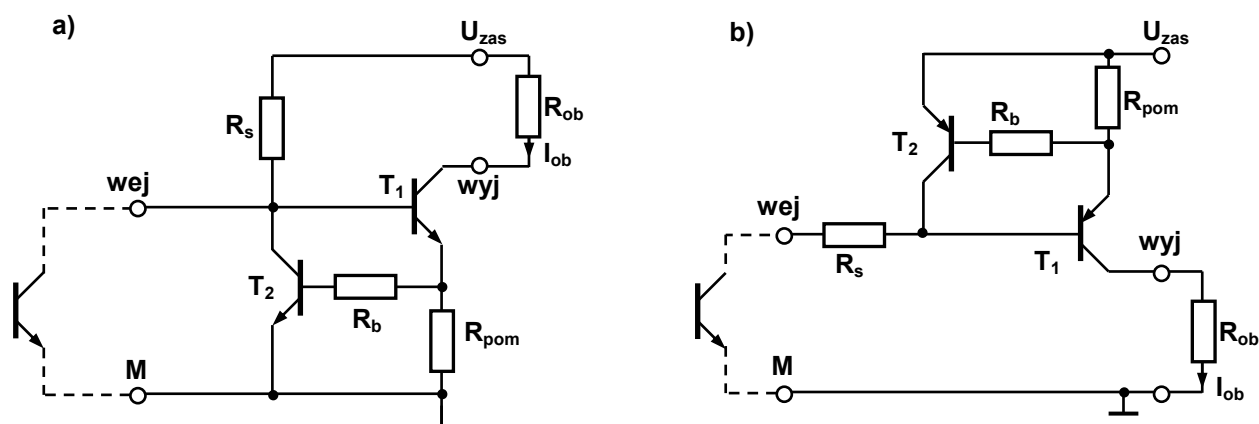 a)
U_zas
R_s
R_ob
I_ob
wej
T_1
wyj
T_2
R_b
R_pom
M
b)
U_zas
R_b
R_pom
T_2
wej
R_s
T_1
wyj
R_ob
M
I_ob